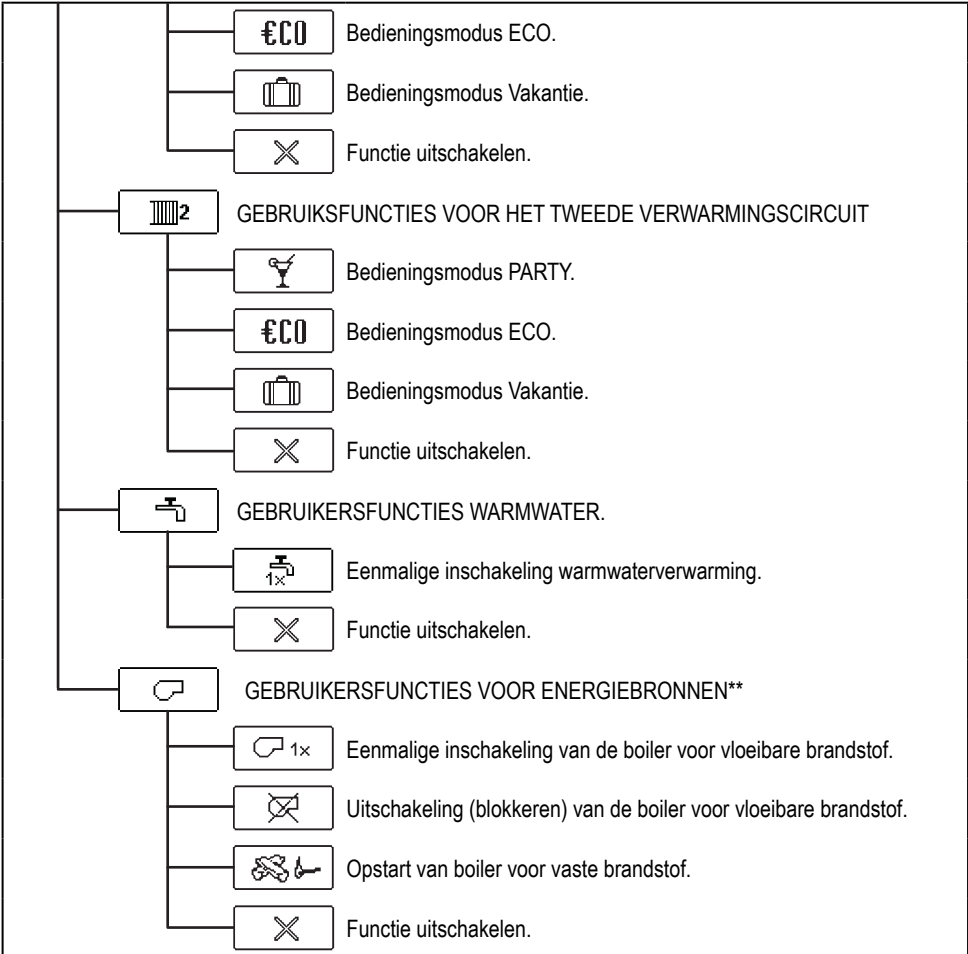 €CO Bedieningsmodus ECO.
Bedieningsmodus Vakantie.
Functie uitschakelen.
2 GEBRUIKSFUNCTIES VOOR HET TWEEDE VERWARMINGSCIRCUIT
Bedieningsmodus PARTY.
€CO Bedieningsmodus ECO.
Bedieningsmodus Vakantie.
Functie uitschakelen.
GEBRUIKERSFUNCTIES WARMWATER.
1x Eenmalige inschakeling warmwaterverwarming.
Functie uitschakelen.
GEBRUIKERSFUNCTIES VOOR ENERGIEBRONNEN**
1x Eenmalige inschakeling van de boiler voor vloeibare brandstof.
Uitschakeling (blokkeren) van de boiler voor vloeibare brandstof.
Opstart van boiler voor vaste brandstof.
Functie uitschakelen.